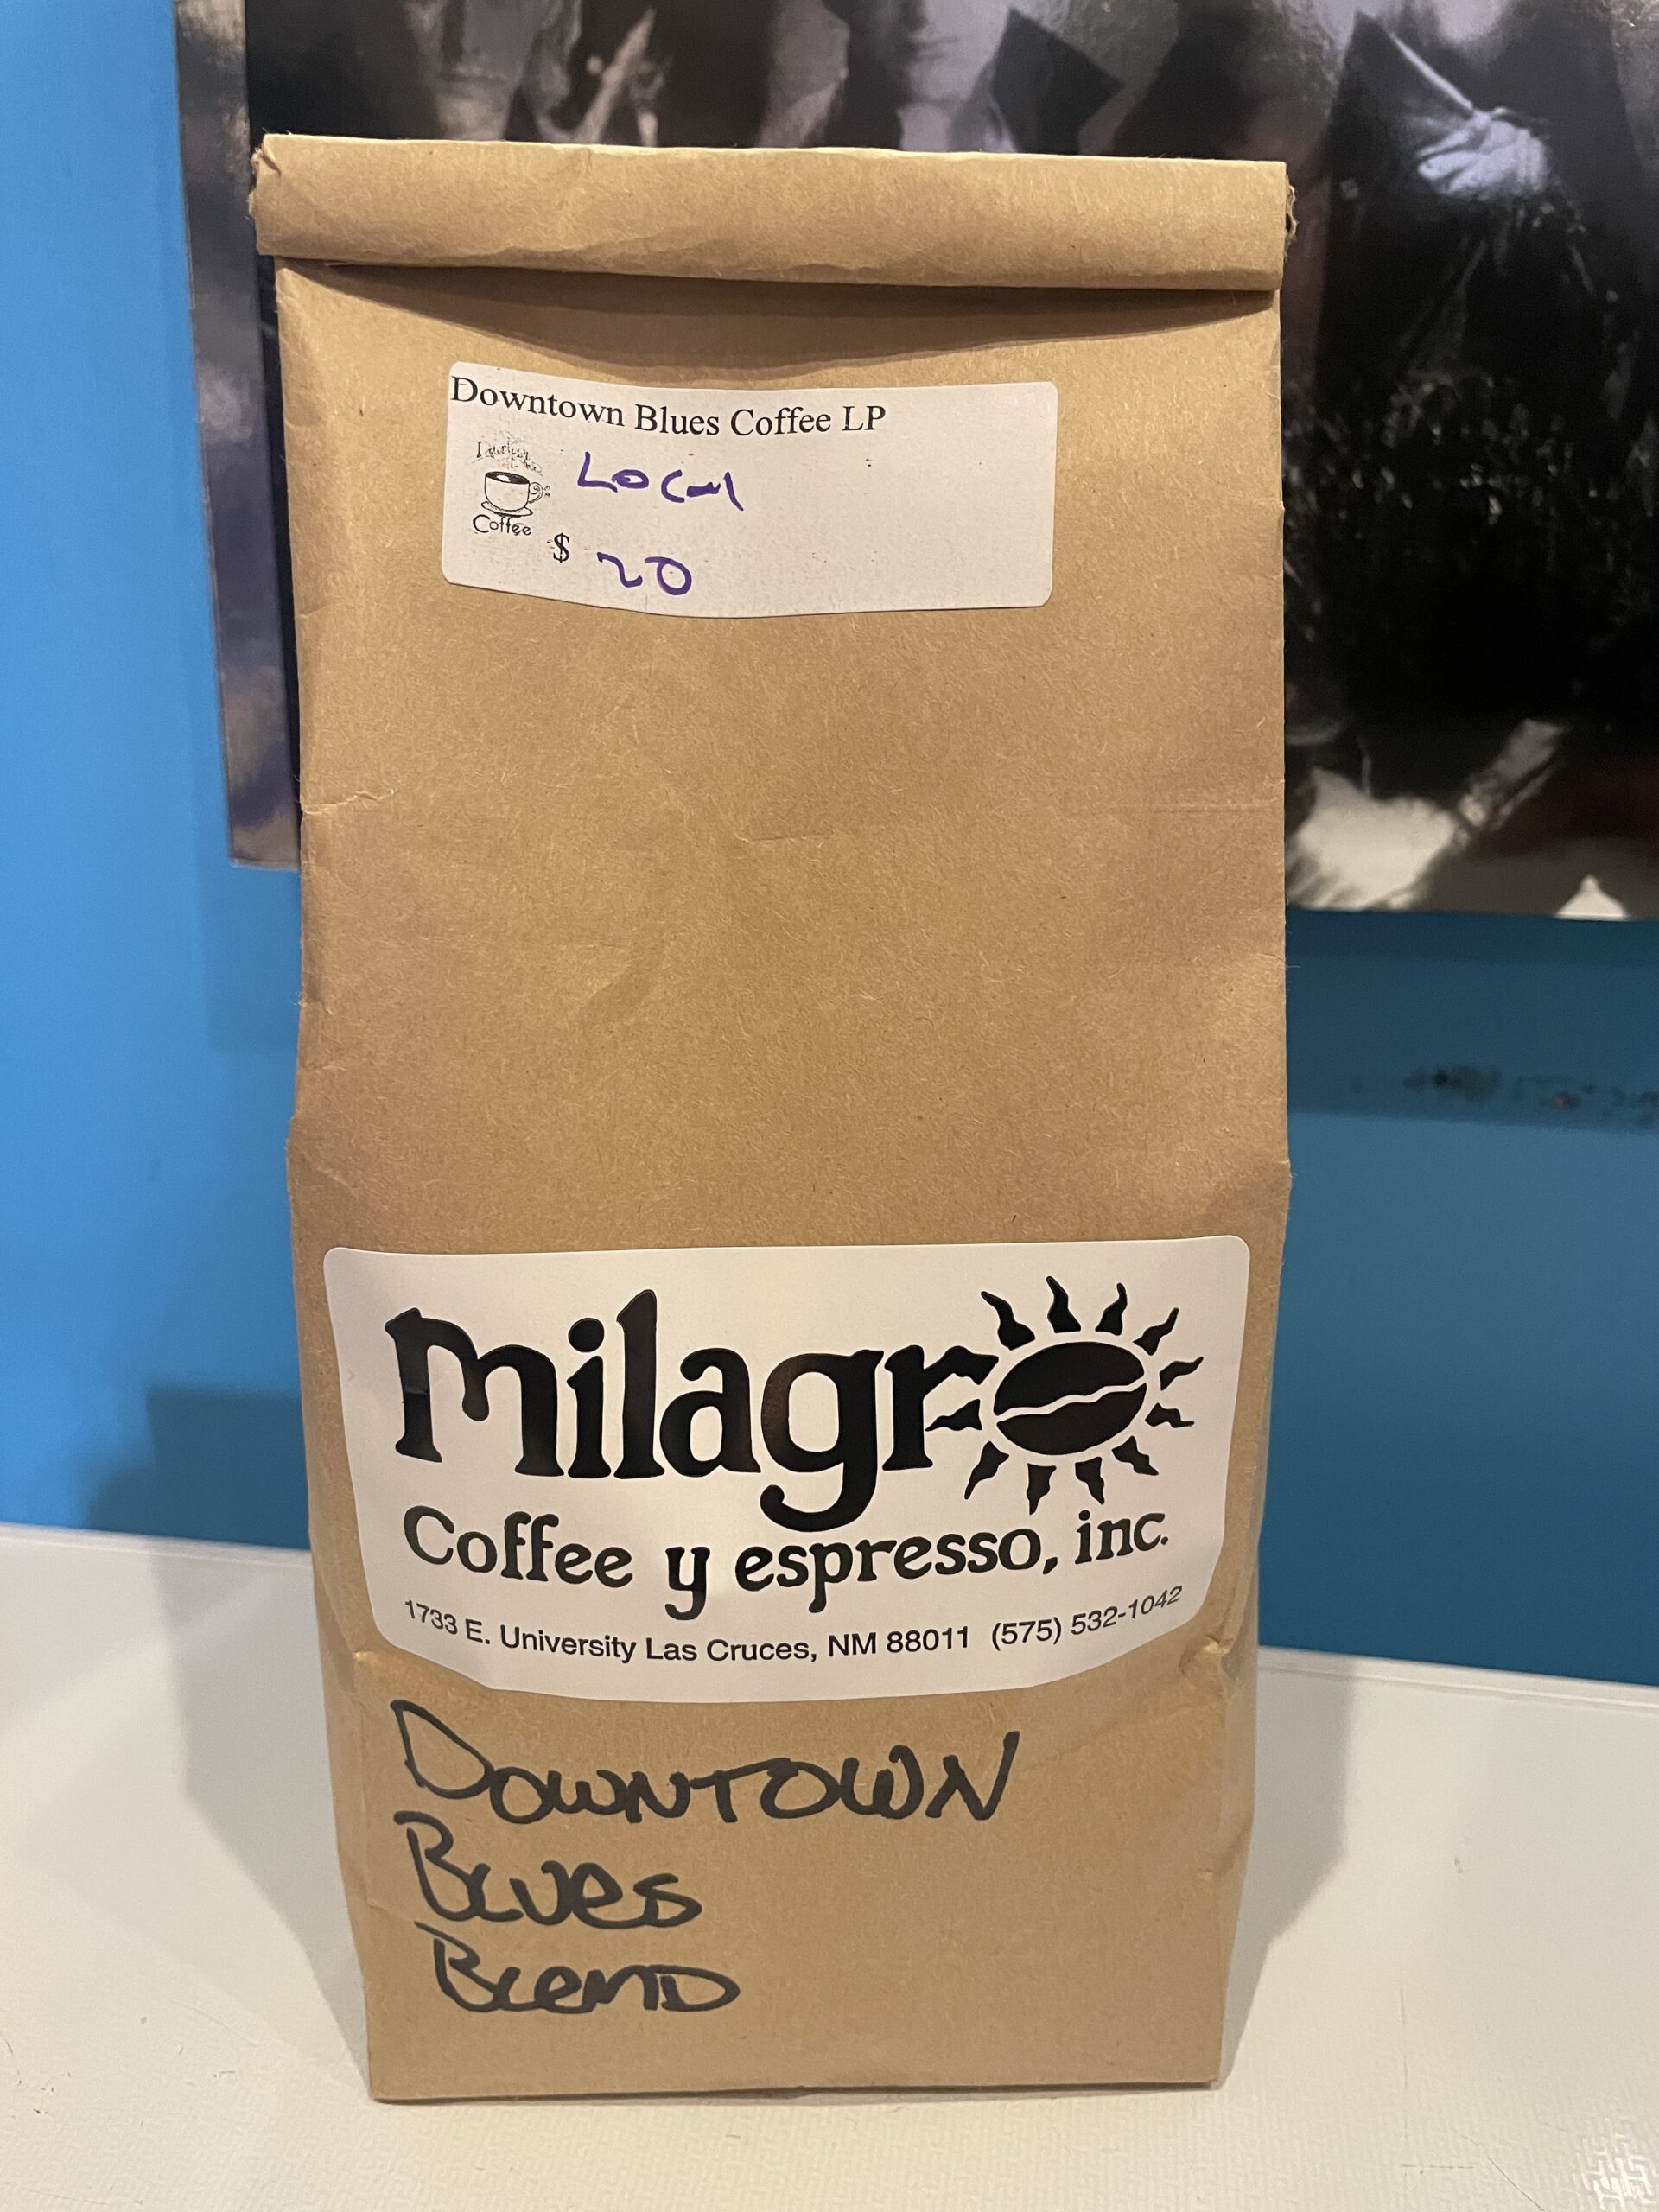 Downtown Blues Coffee LP
Local
Coffee
$ 20
milagro
Coffee y espresso, inc.
1733 E. University Las Cruces, NM 88011 (575) 532-1042
DOWNTOWN
BLUes
BLeND